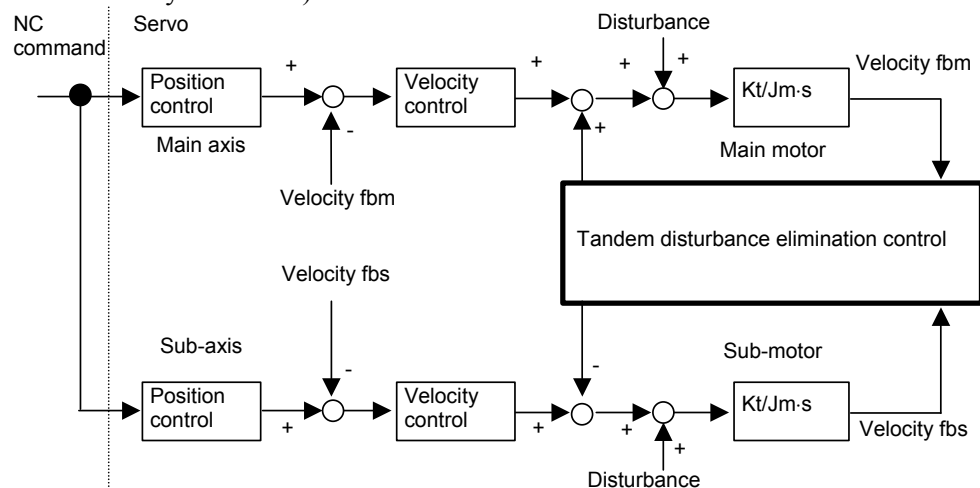 NC
command
Servo
Disturbance
+
+
+
+
Velocity fbm
Position
control
Velocity
control
Kt/Jm·s
-
+
Main axis
Main motor
Velocity fbm
Tandem disturbance elimination control
Velocity fbs
Sub-axis
Sub-motor
-
-
Position
control
Velocity
control
Kt/Jm·s
+
+
+
+
Velocity fbs
Disturbance